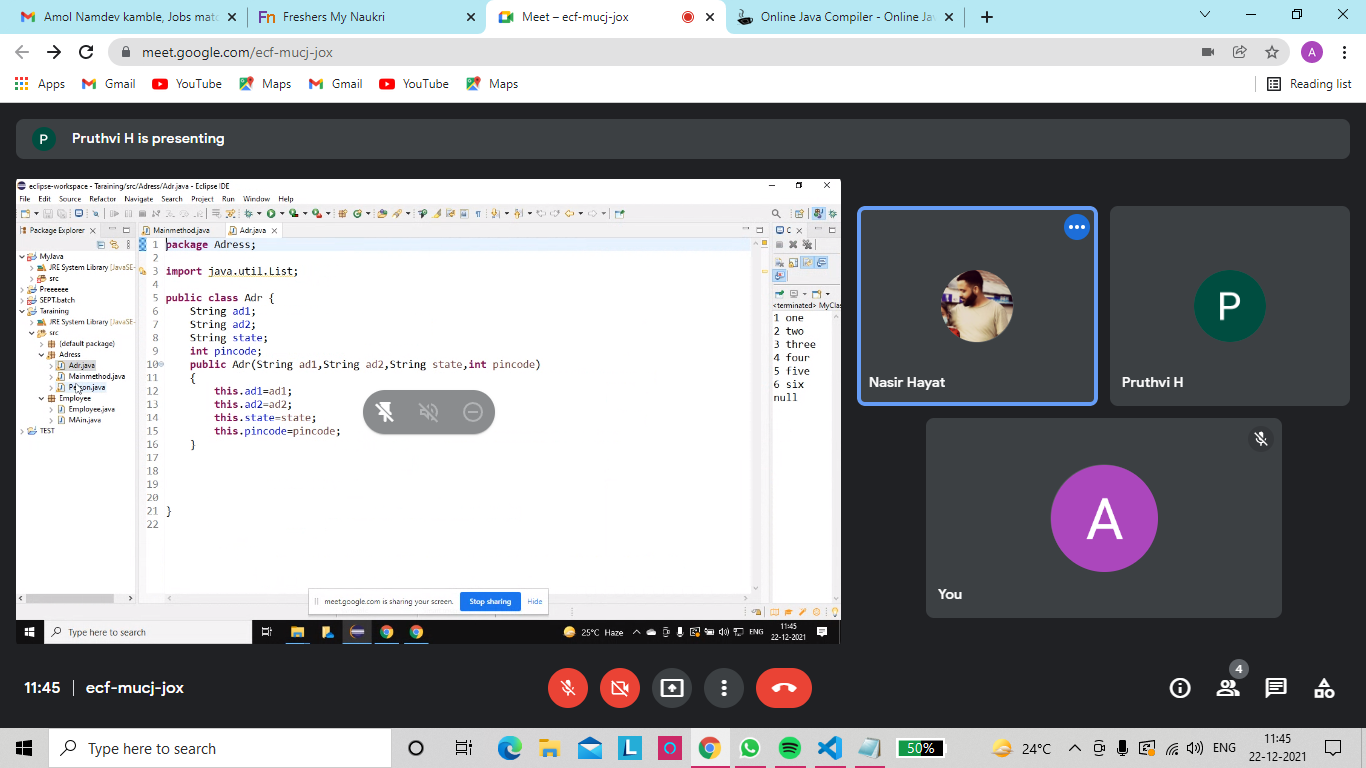 Amol Namdev kamble, Jobs mat
Freshers My Naukri
Meet – ecf-mucj-jox
Online Java Compiler - Online Ja
meet.google.com/ecf-mucj-jox
A
Apps
Gmail
YouTube
Maps
Gmail
YouTube
Maps
Reading list
P
Pruthvi H is presenting
eclipse-workspace - Taraining/src/Adress/Adr.java - Eclipse IDE
File Edit Source Refactor Navigate Search Project Run Window Help
Package Explorer
Mainmethod.java
Adr.java
C
MyJava
JRE System Library [JavaSE-
src
Preeeeee
SEPT.batch
Taraining
JRE System Library [JavaSE-
src
(default package)
Adress
Adr.java
Mainmethod.java
Employee
Employee.java
MAin.java
TEST
1 package Adress;
2
3 import java.util.List;
4
5 public class Adr {
6 String ad1;
7 String ad2;
8 String state;
9 int pincode;
10 public Adr(String ad1,String ad2,String state,int pincode)
11 {
12 this.ad1=ad1;
13 this.ad2=ad2;
14 this.state=state;
15 this.pincode=pincode;
16 }
17
18
19
20
21 }
22
<terminated> MyClas
1 one
2 two
3 three
4 four
5 five
6 six
null
meet.google.com is sharing your screen.
Stop sharing
Hide
Type here to search
25°C Haze
ENG
11:45
22-12-2021
Nasir Hayat
P
Pruthvi H
A
You
11:45 | ecf-mucj-jox
4
Type here to search
L
50%
24°C
ENG
11:45
22-12-2021